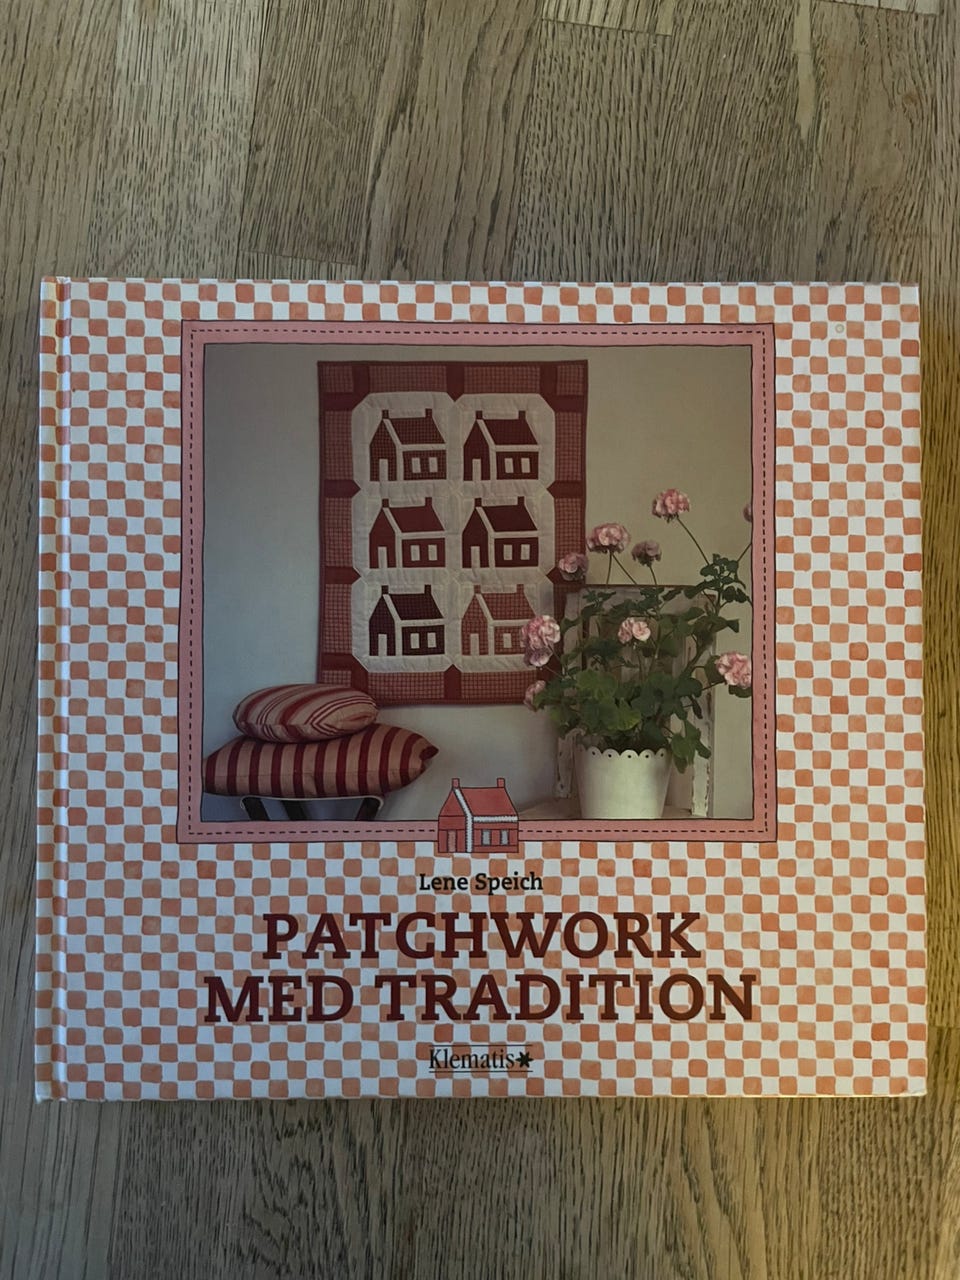 Lene Speich
PATCHWORK
MED TRADITION
Klematis